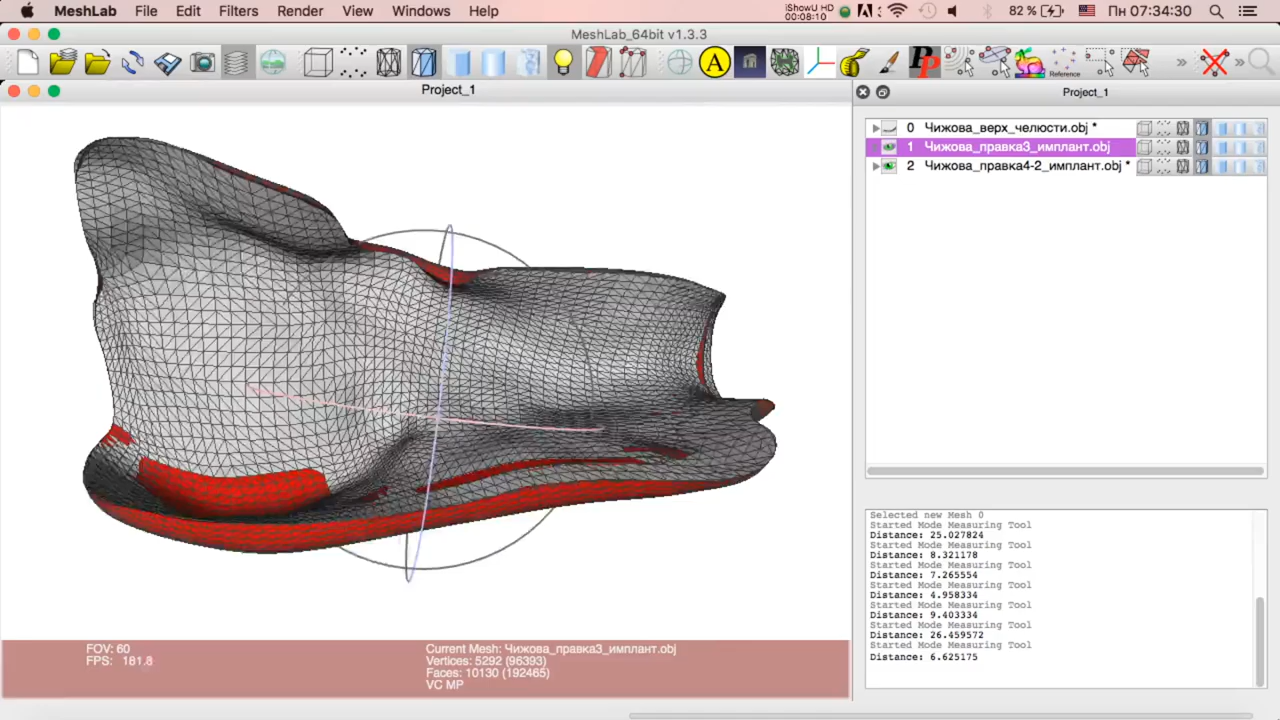 MeshLab File Edit Filters Render View Windows Help iShowU HD 00:08:10 82 % Пн 07:34:30
MeshLab_64bit v1.3.3
A
PP
Reference
Project_1
Project_1
0 Чижова_верх_челюсти.obj *
1 Чижова_правка3_имплант.obj
2 Чижова_правка4-2_имплант.obj *
Selected new Mesh 0
Started Mode Measuring Tool
Distance: 25.027824
Started Mode Measuring Tool
Distance: 8.321178
Started Mode Measuring Tool
Distance: 7.265554
Started Mode Measuring Tool
Distance: 4.958334
Started Mode Measuring Tool
Distance: 9.403334
Started Mode Measuring Tool
Distance: 26.459572
Started Mode Measuring Tool
Distance: 6.625175
FOV: 60
FPS: 181.8
Current Mesh: Чижова_правка3_имплант.obj
Vertices: 5292 (96393)
Faces: 10130 (192465)
VC MP